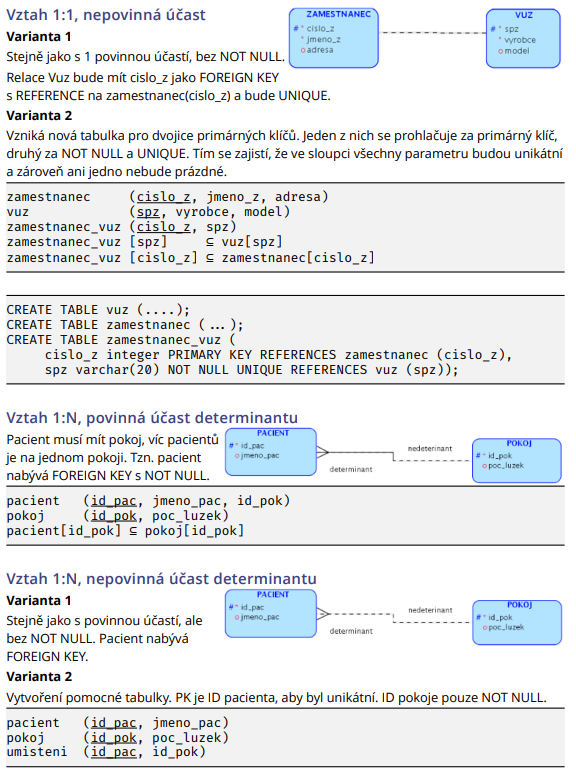 Vztah 1:1, nepovinná účast
Varianta 1
Stejně jako s 1 povinnou účastí, bez NOT NULL.
Relace Vuz bude mít cislo_z jako FOREIGN KEY
s REFERENCE na zamestnanec(cislo_z) a bude UNIQUE.
ZAMESTNANEC
# * cislo_z
* jmeno_z
o adresa
VUZ
# * spz
* vyrobce
o model
Varianta 2
Vzniká nová tabulka pro dvojice primárných klíčů. Jeden z nich se prohlačuje za primární klíč,
druhý za NOT NULL a UNIQUE. Tím se zajistí, že ve sloupci všechny parametru budou unikátní
a zároveň ani jedno nebude prázdné.
zamestnanec (cislo_z, jmeno_z, adresa)
vuz (spz, vyrobce, model)
zamestnanec_vuz (cislo_z, spz)
zamestnanec_vuz [spz] ⊆ vuz[spz]
zamestnanec_vuz [cislo_z] ⊆ zamestnanec[cislo_z]
CREATE TABLE vuz (....);
CREATE TABLE zamestnanec (...);
CREATE TABLE zamestnanec_vuz (
cislo_z integer PRIMARY KEY REFERENCES zamestnanec (cislo_z),
spz varchar(20) NOT NULL UNIQUE REFERENCES vuz (spz));
Vztah 1:N, povinná účast determinantu
Pacient musí mít pokoj, víc pacientů
je na jednom pokoji. Tzn. pacient
nabývá FOREIGN KEY s NOT NULL.
PACIENT
# * id_pac
o jmeno_pac
determinant
nedeterinant
POKOJ
# * id_pok
o poc_luzek
pacient (id_pac, jmeno_pac, id_pok)
pokoj (id_pok, poc_luzek)
pacient[id_pok] ⊆ pokoj[id_pok]
Vztah 1:N, nepovinná účast determinantu
Varianta 1
Stejně jako s povinnou účastí, ale
bez NOT NULL. Pacient nabývá
FOREIGN KEY.
PACIENT
# * id_pac
o jmeno_pac
determinant
nedeterinant
POKOJ
# * id_pok
o poc_luzek
Varianta 2
Vytvoření pomocné tabulky. PK je ID pacienta, aby byl unikátní. ID pokoje pouze NOT NULL.
pacient (id_pac, jmeno_pac)
pokoj (id_pok, poc_luzek)
umisteni (id_pac, id_pok)